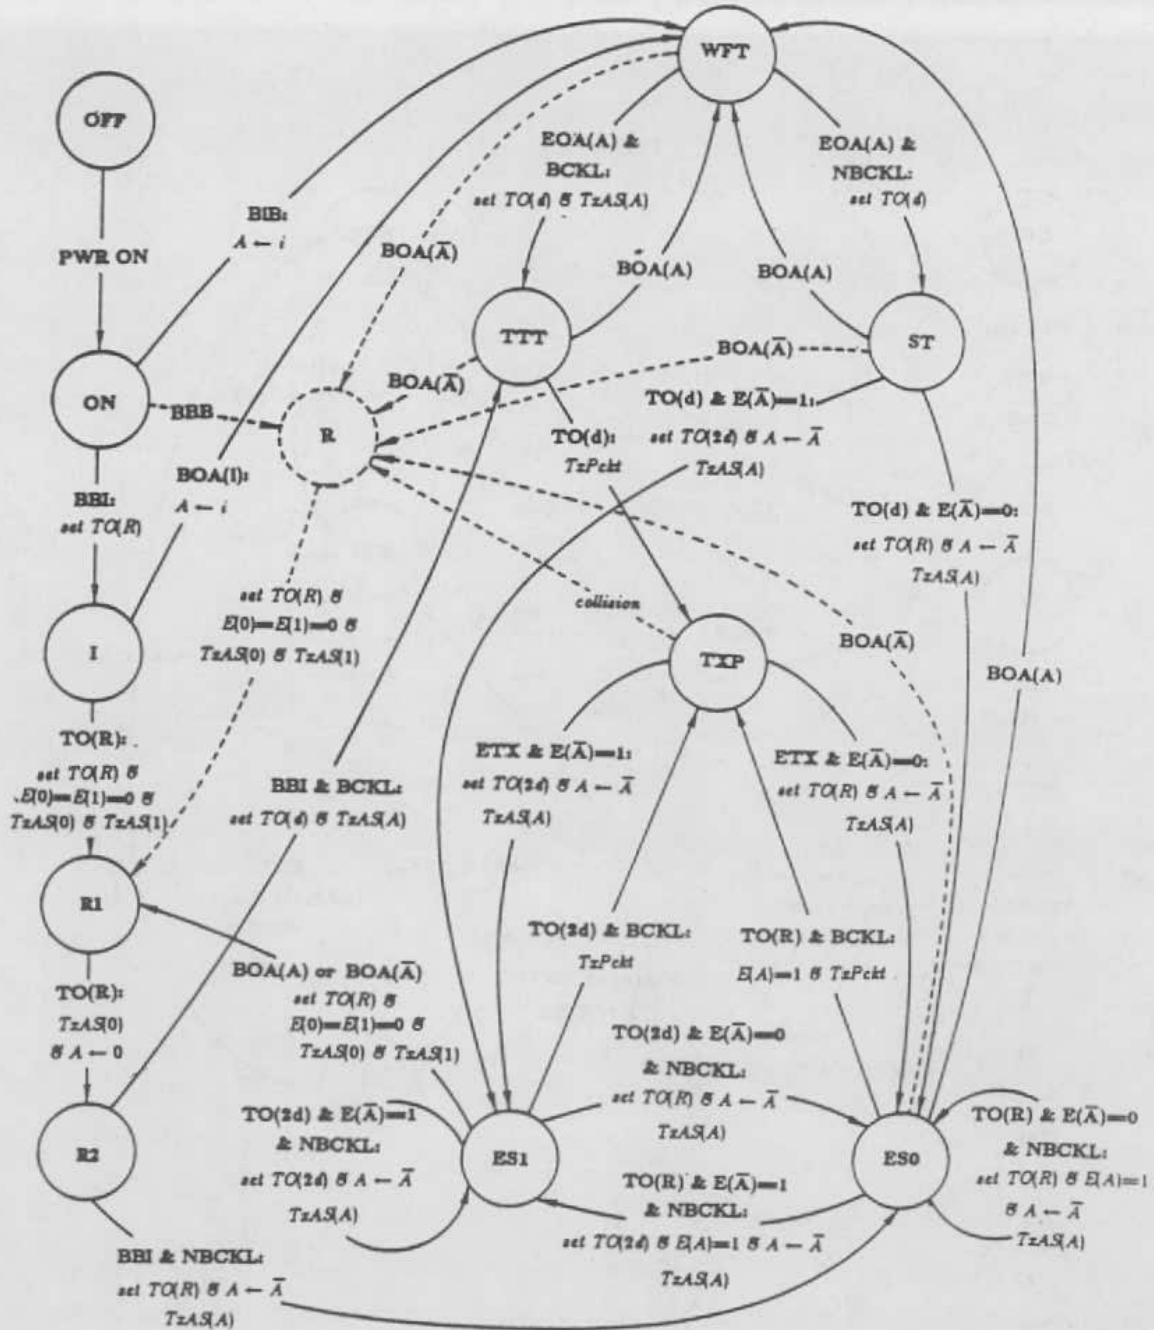 WFT
OFF
EOA(A) &
BCKL:
set TO(d) & TxAS(A)
EOA(A) &
NBCKL:
set TO(d)
BIB:
A ← i
PWR ON
BOA(A̅)
BOA(A)
BOA(A)
TTT
ST
BOA(A̅)
BOA(A̅)
ON
BBB
R
TO(d) & E(A̅)=1:
set TO(2d) & A ← A̅
TxAS(A)
TO(d):
TxPckt
BOA(I):
A ← i
BBI:
set TO(R)
TO(d) & E(A̅)=0:
set TO(R) & A ← A̅
TxAS(A)
set TO(R) &
E(0)=E(1)=0 &
TxAS(0) & TxAS(1)
collision
I
TXP
BOA(A̅)
BOA(A)
TO(R):
set TO(R) &
E(0)=E(1)=0 &
TxAS(0) & TxAS(1)
BBI & BCKL:
set TO(d) & TxAS(A)
ETX & E(A̅)=1:
set TO(2d) & A ← A̅
TxAS(A)
ETX & E(A̅)=0:
set TO(R) & A ← A̅
TxAS(A)
R1
BOA(A) or BOA(A̅)
set TO(R) &
E(0)=E(1)=0 &
TxAS(0) & TxAS(1)
TO(2d) & BCKL:
TxPckt
TO(R) & BCKL:
E(A)=1 & TxPckt
TO(R):
TxAS(0)
& A ← 0
TO(2d) & E(A̅)=0
& NBCKL:
set TO(R) & A ← A̅
TxAS(A)
R2
TO(2d) & E(A̅)=1
& NBCKL:
set TO(2d) & A ← A̅
TxAS(A)
ES1
ES0
TO(R) & E(A̅)=0
& NBCKL:
set TO(R) & E(A)=1
& A ← A̅
TxAS(A)
TO(R) & E(A̅)=1
& NBCKL:
set TO(2d) & E(A)=1 & A ← A̅
TxAS(A)
BBI & NBCKL:
set TO(R) & A ← A̅
TxAS(A)